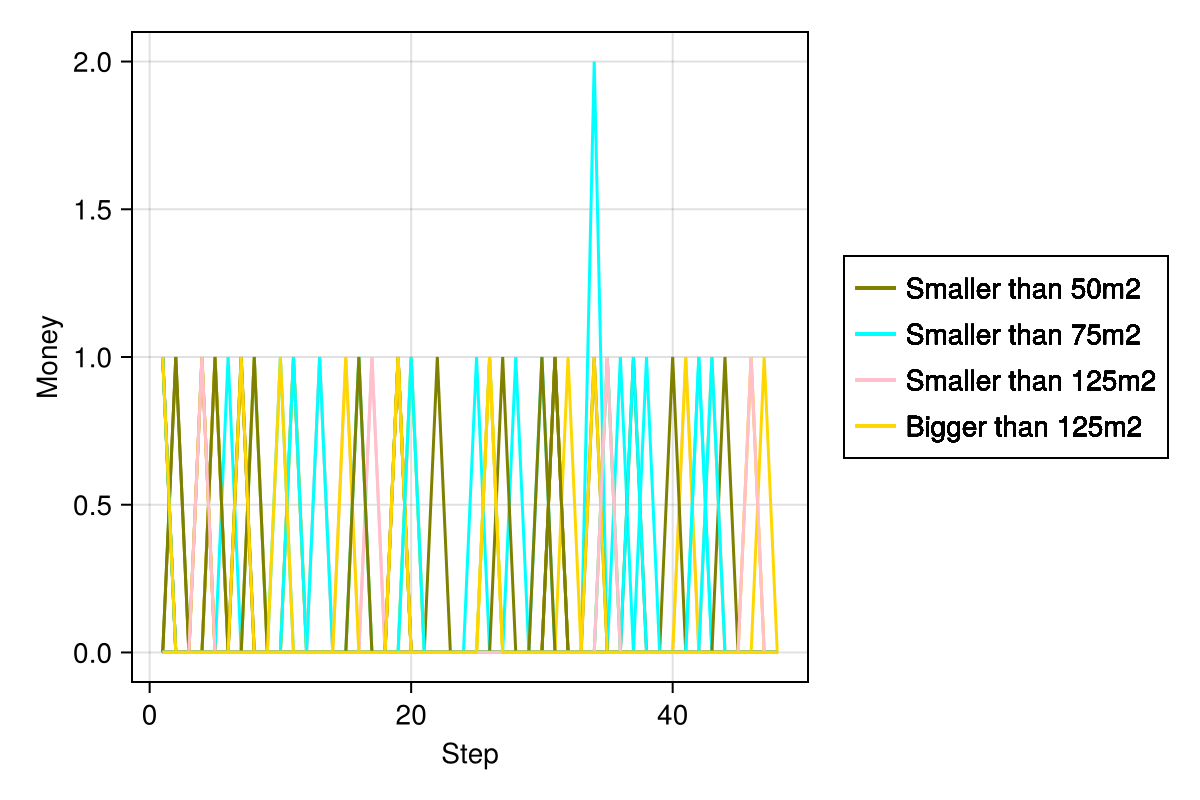 2.0
1.5
1.0
0.5
0.0
Money
0 20 40
Step
Smaller than 50m2
Smaller than 75m2
Smaller than 125m2
Bigger than 125m2